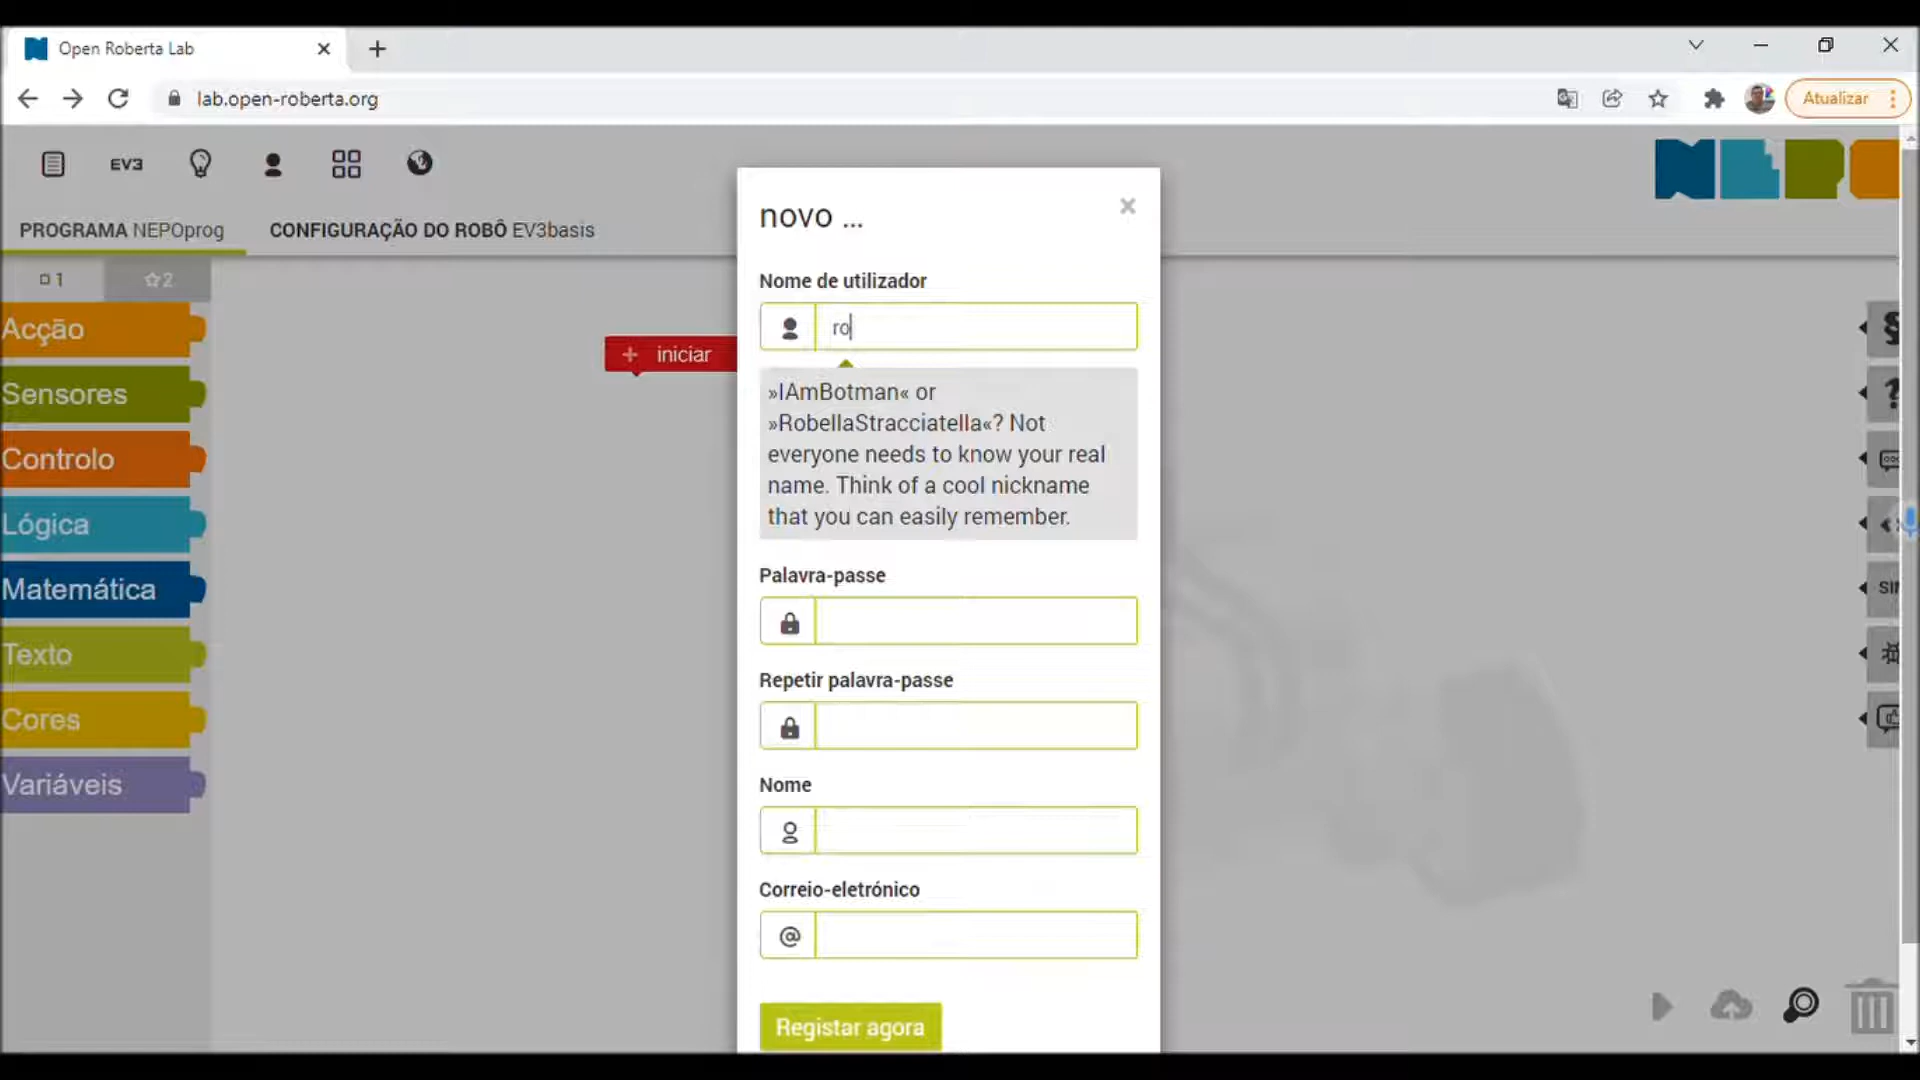 Open Roberta Lab
lab.open-roberta.org
Atualizar
EV3
PROGRAMA NEPOprog
CONFIGURAÇÃO DO ROBÔ EV3basis
1
2
Acção
Sensores
Controlo
Lógica
Matemática
Texto
Cores
Variáveis
+ iniciar
novo ...
×
Nome de utilizador
ro
»IAmBotman« or
»RobellaStracciatella«? Not
everyone needs to know your real
name. Think of a cool nickname
that you can easily remember.
Palavra-passe
Repetir palavra-passe
Nome
Correio-eletrónico
@
Registar agora